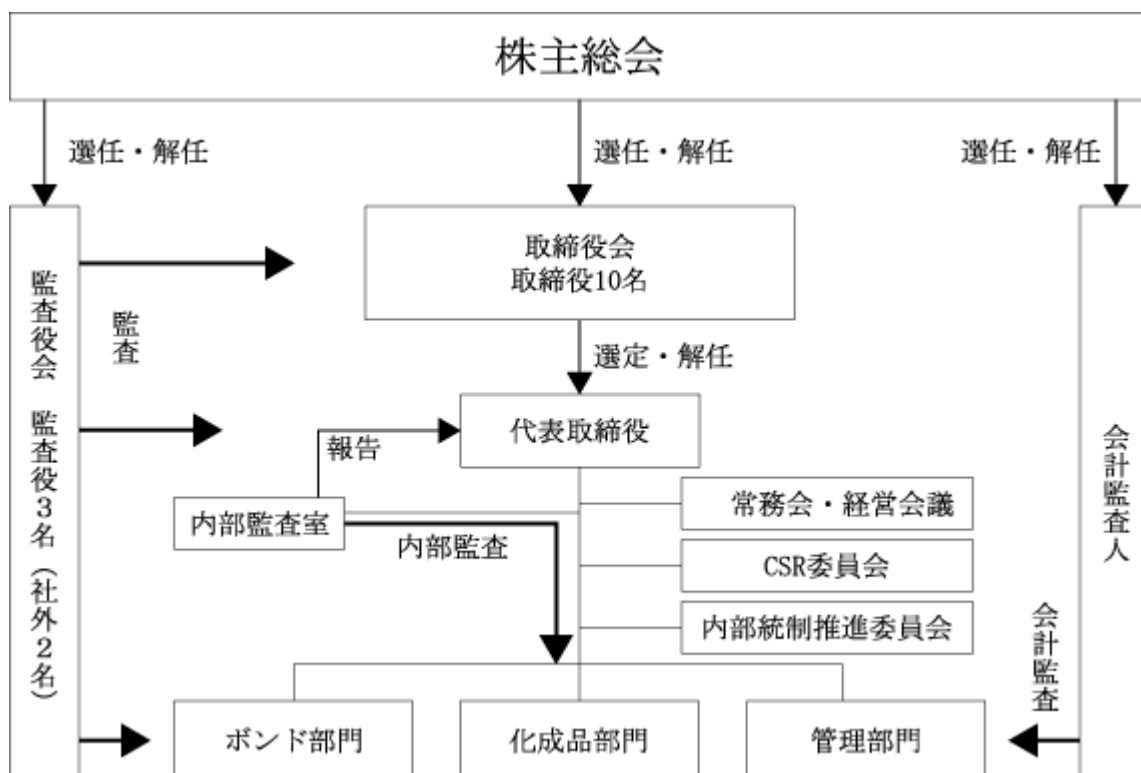 株主総会
選任・解任
選任・解任
選任・解任
取締役会
取締役10名
監査役会 監査役3名(社外2名)
監査
選定・解任
代表取締役
報告
内部監査室
内部監査
常務会・経営会議
CSR委員会
内部統制推進委員会
会計監査人
会計監査
ボンド部門
化成品部門
管理部門